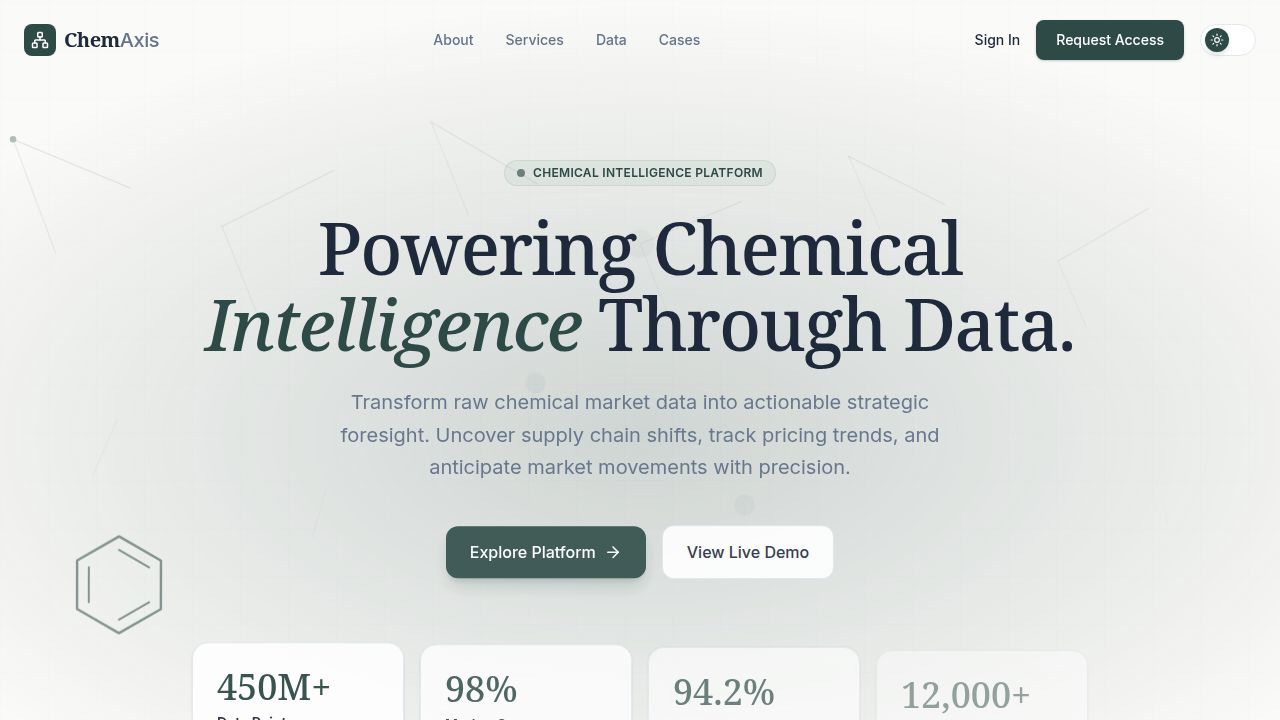 ChemAxis
About
Services
Data
Cases
Sign In
Request Access
CHEMICAL INTELLIGENCE PLATFORM
Powering Chemical
Intelligence Through Data.
Transform raw chemical market data into actionable strategic
foresight. Uncover supply chain shifts, track pricing trends, and
anticipate market movements with precision.
Explore Platform
View Live Demo
450M+
98%
94.2%
12,000+